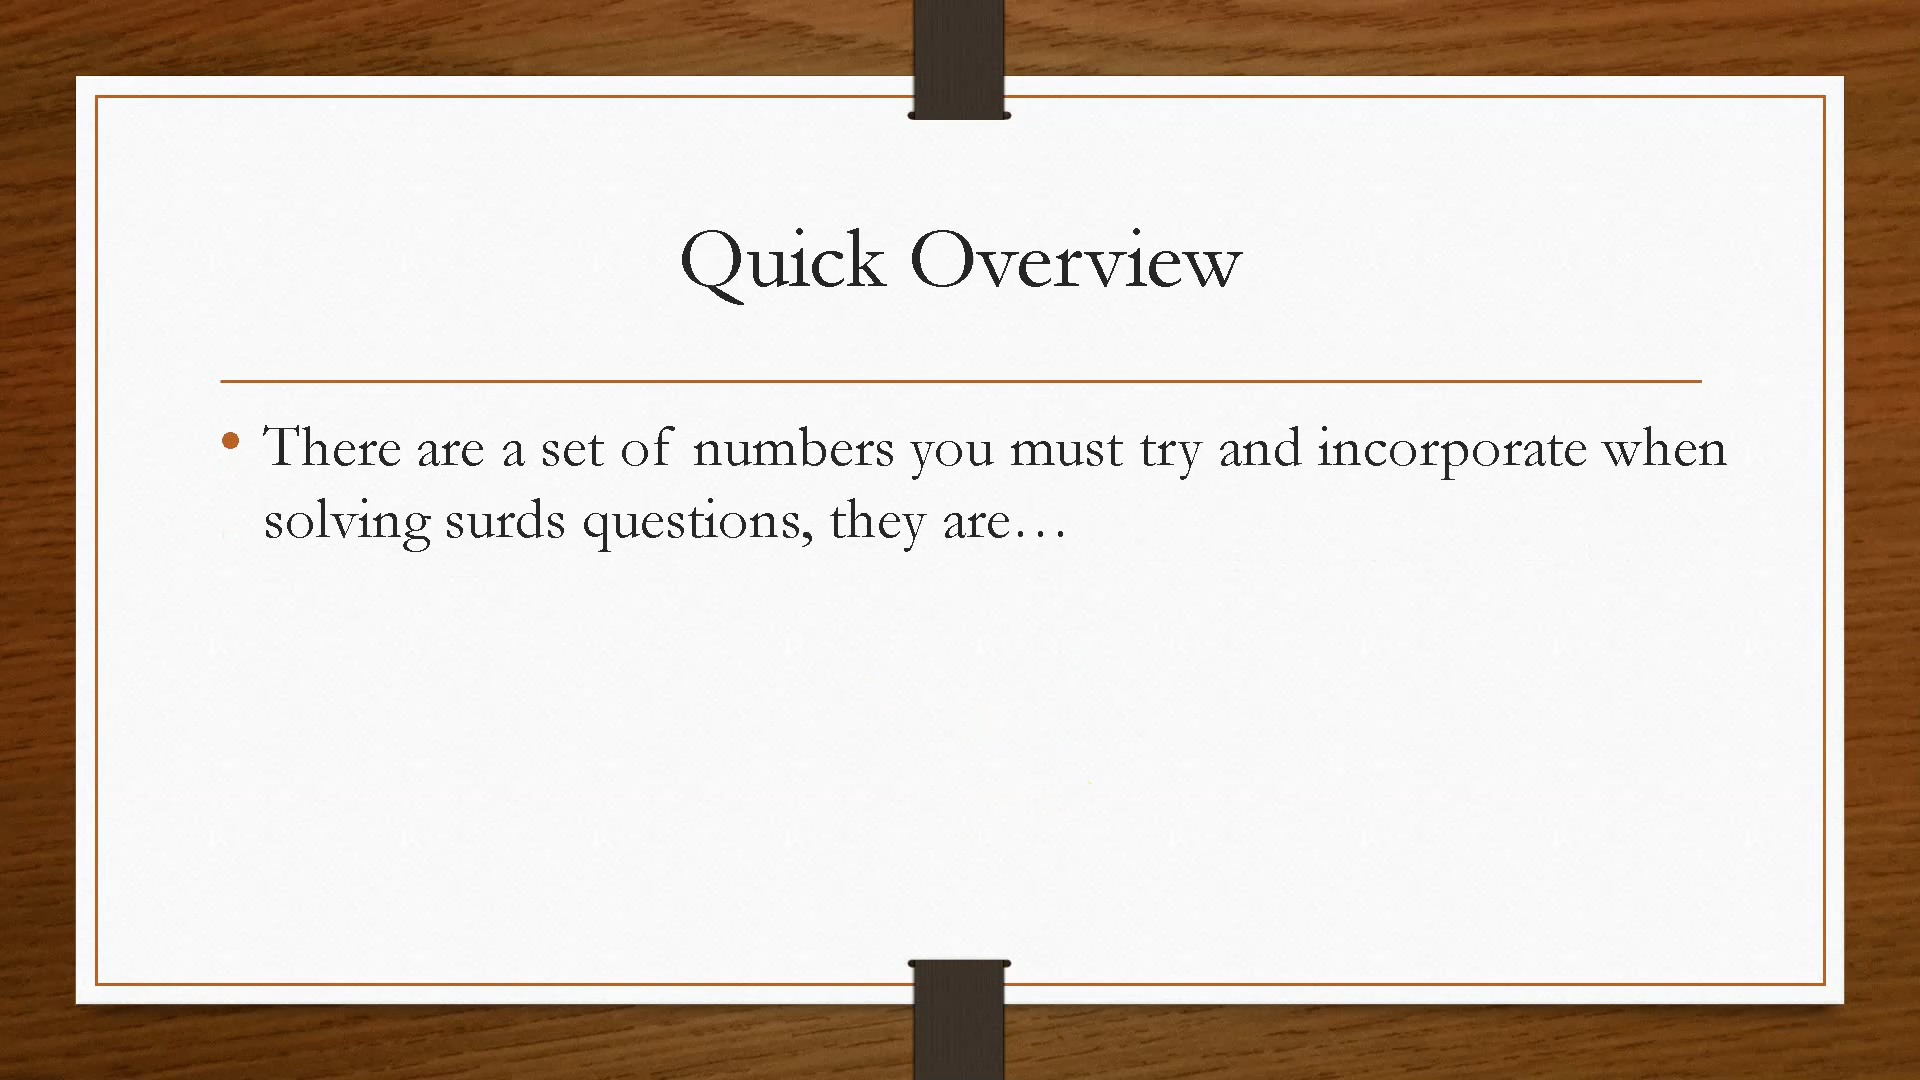 Quick Overview
• There are a set of numbers you must try and incorporate when
solving surds questions, they are…